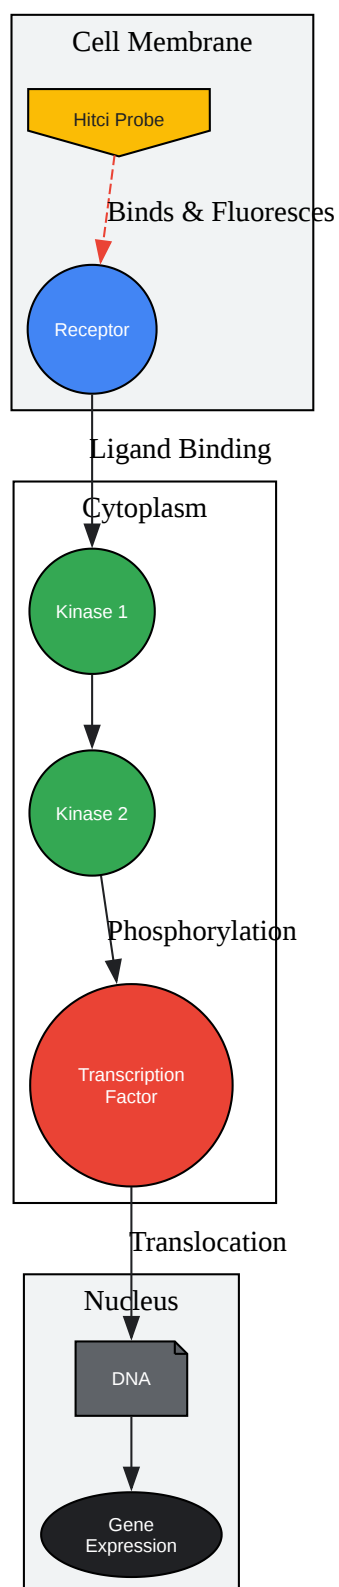 Cell Membrane
Hitci Probe
Binds & Fluoresces
Receptor
Ligand Binding
Cytoplasm
Kinase 1
Kinase 2
Phosphorylation
Transcription
Factor
Translocation
Nucleus
DNA
Gene
Expression